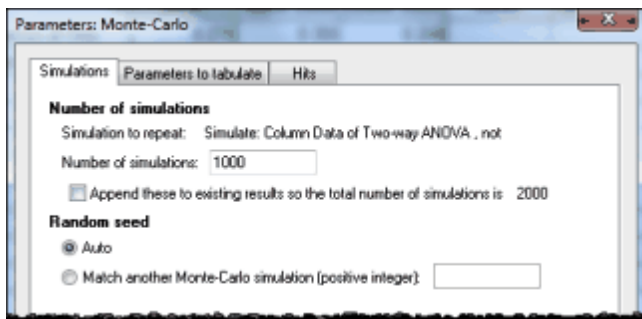 Parameters: Monte-Carlo
Simulations Parameters to tabulate Hits
Number of simulations
Simulation to repeat: Simulate: Column Data of Two-way ANOVA , not
Number of simulations: 1000
Append these to existing results so the total number of simulations is 2000
Random seed
Auto
Match another Monte-Carlo simulation (positive integer):